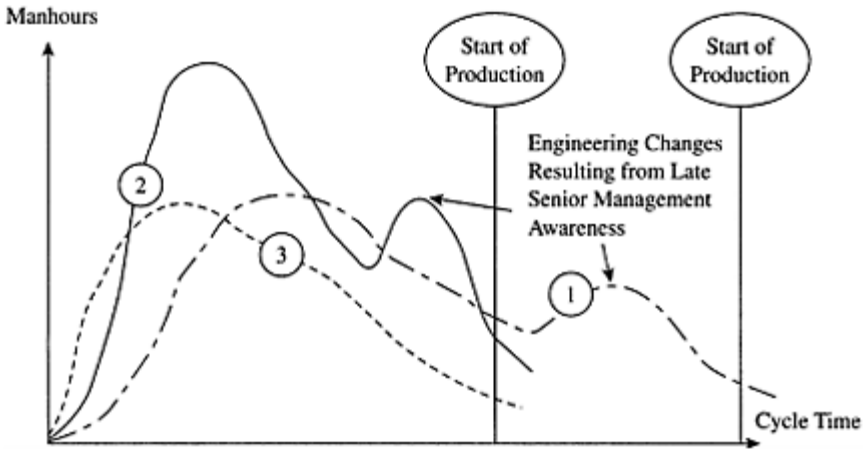 Manhours
Start of
Production
Start of
Production
Engineering Changes
Resulting from Late
Senior Management
Awareness
2
3
1
Cycle Time